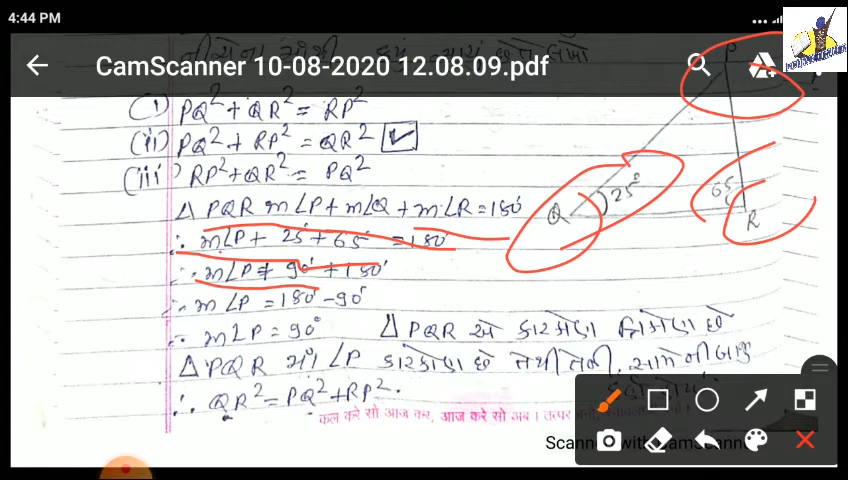 4:44 PM
CamScanner 10-08-2020 12.08.09.pdf
(i) PQ² + QR² = RP²
(ii) PQ² + RP² = QR² ✓
(iii) RP² + QR² = PQ²
Δ PQR m∠P + m∠Q + m∠R = 180°
∴ m∠P + 25° + 65° = 180°
∴ m∠P + 90° + 180°
∴ m∠P = 180° - 90°
∴ m∠P = 90° Δ PQR એ કાટકોણ ત્રિકોણ છે
Δ PQR માં ∠P કાટકોણ છે તેથી તેની સામેની બાજુ
∴ QR² = PQ² + RP².
P
Q
25°
65
R
कल करे सो आज कर, आज करे सो अब।
Scanned with CamScanner